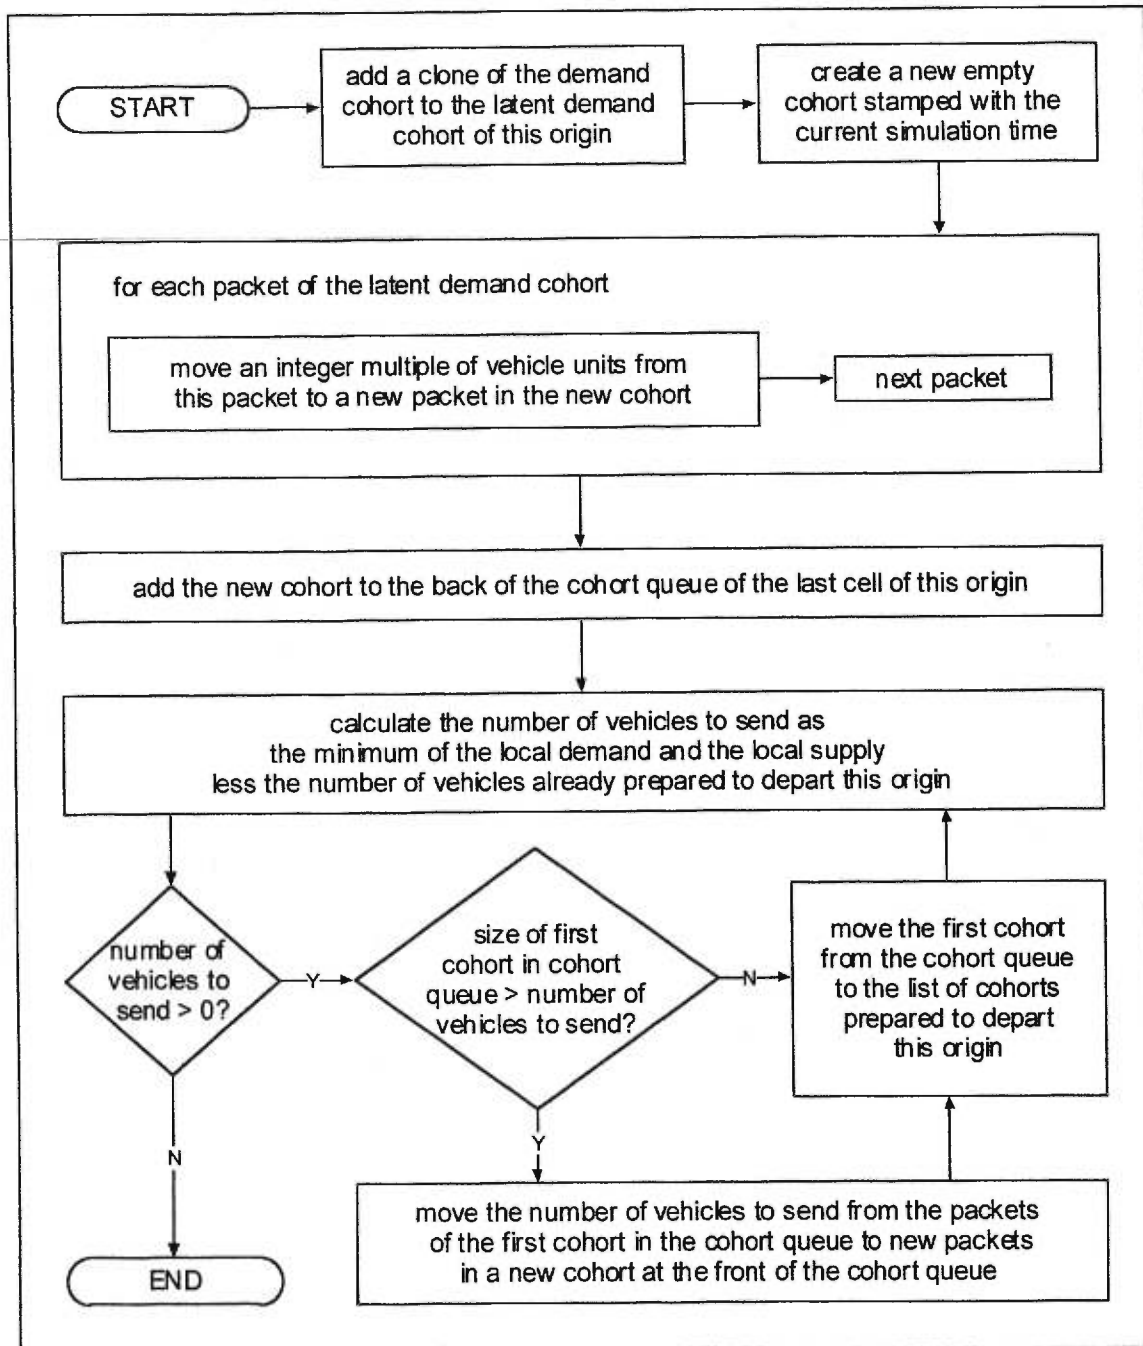 START
add a clone of the demand
cohort to the latent demand
cohort of this origin
create a new empty
cohort stamped with the
current simulation time
for each packet of the latent demand cohort
move an integer multiple of vehicle units from
this packet to a new packet in the new cohort
next packet
add the new cohort to the back of the cohort queue of the last cell of this origin
calculate the number of vehicles to send as
the minimum of the local demand and the local supply
less the number of vehicles already prepared to depart this origin
number of
vehicles to
send > 0?
Y
size of first
cohort in cohort
queue > number of
vehicles to send?
N
move the first cohort
from the cohort queue
to the list of cohorts
prepared to depart
this origin
N
Y
END
move the number of vehicles to send from the packets
of the first cohort in the cohort queue to new packets
in a new cohort at the front of the cohort queue